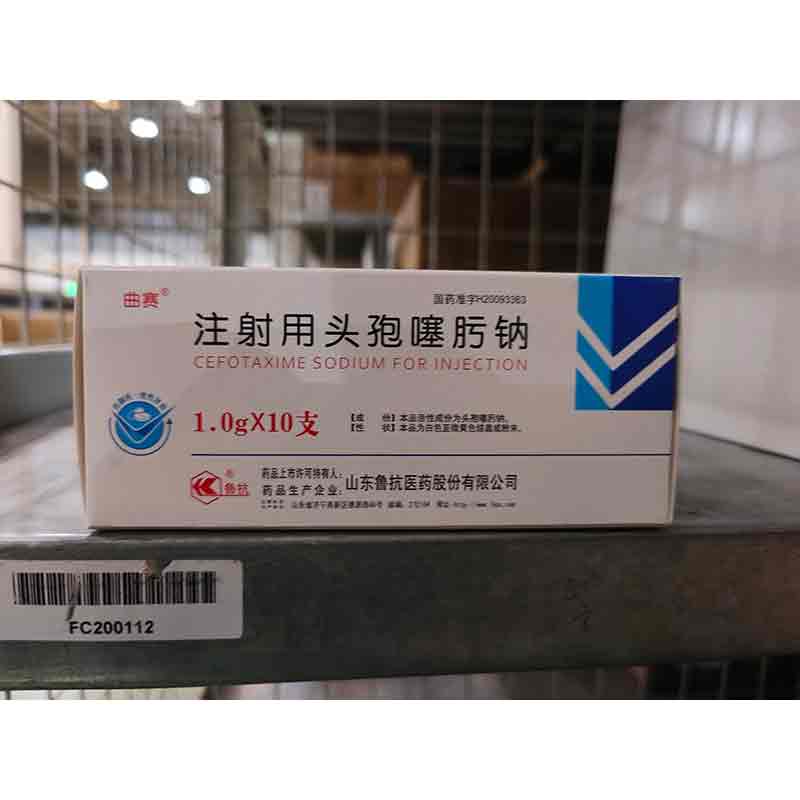 曲赛®
国药准字H20093363
注射用头孢噻肟钠
CEFOTAXIME SODIUM FOR INJECTION
1.0gX10支
【成 份】本品活性成份为头孢噻肟钠。
【性 状】本品为白色至微黄色结晶或粉末。
鲁抗®
药品上市许可持有人:
药品生产企业:
山东鲁抗医药股份有限公司
FC200112